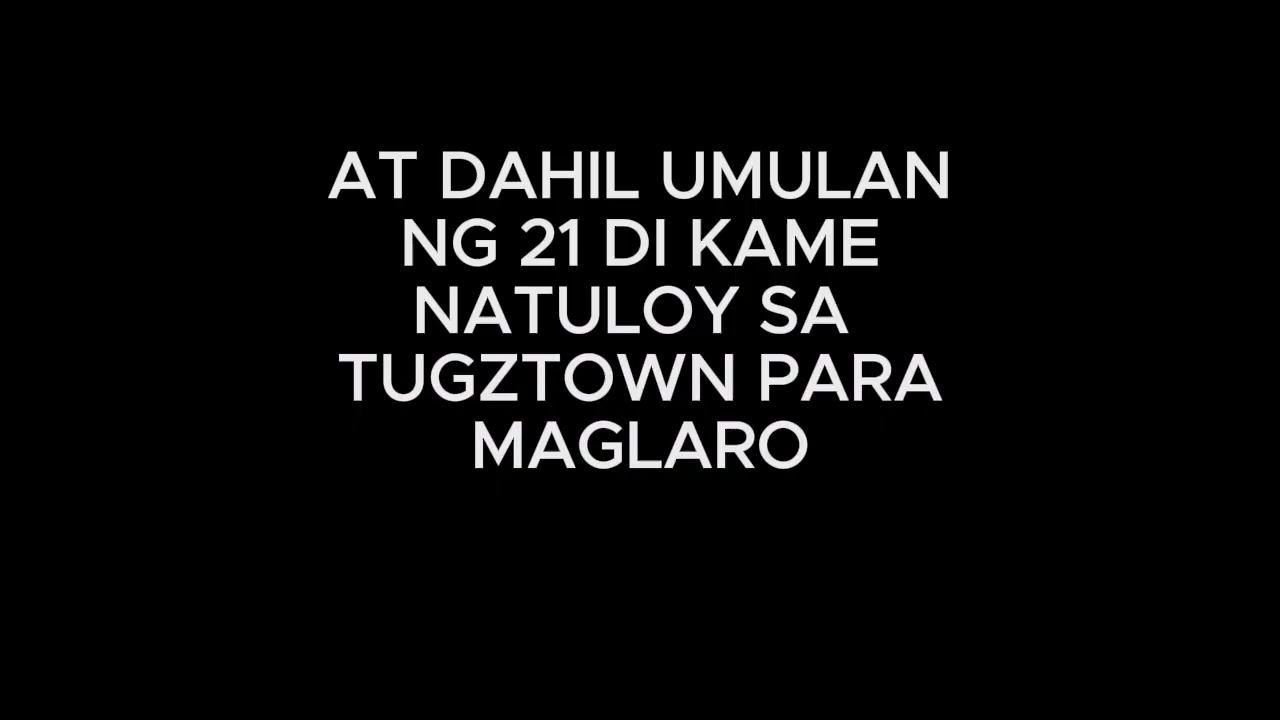 AT DAHIL UMULAN
NG 21 DI KAME
NATULOY SA
TUGZTOWN PARA
MAGLARO